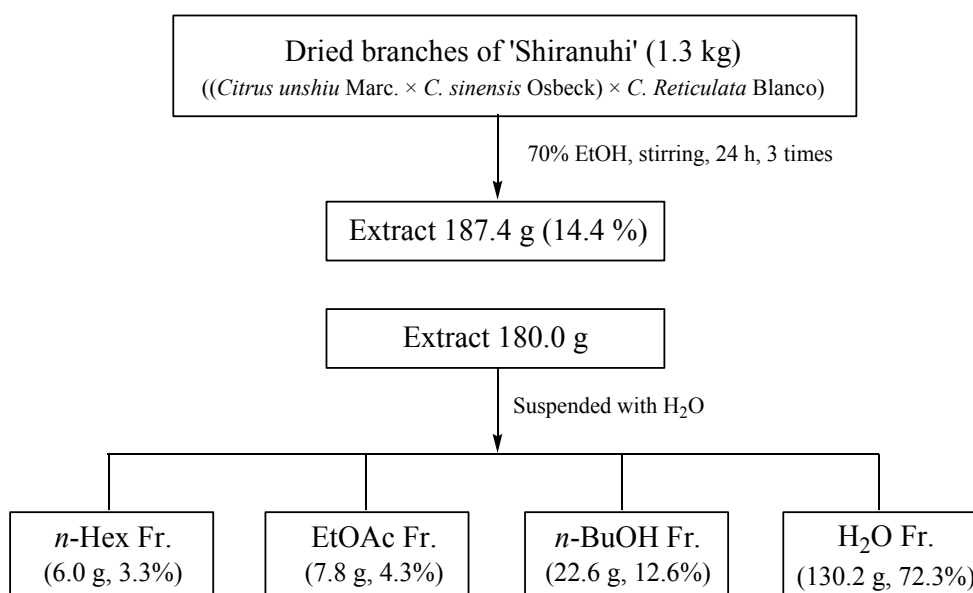 Dried branches of 'Shiranuhi' (1.3 kg)
((Citrus unshiu Marc. × C. sinensis Osbeck) × C. Reticulata Blanco)
70% EtOH, stirring, 24 h, 3 times
Extract 187.4 g (14.4 %)
Extract 180.0 g
Suspended with H₂O
n-Hex Fr.
(6.0 g, 3.3%)
EtOAc Fr.
(7.8 g, 4.3%)
n-BuOH Fr.
(22.6 g, 12.6%)
H₂O Fr.
(130.2 g, 72.3%)